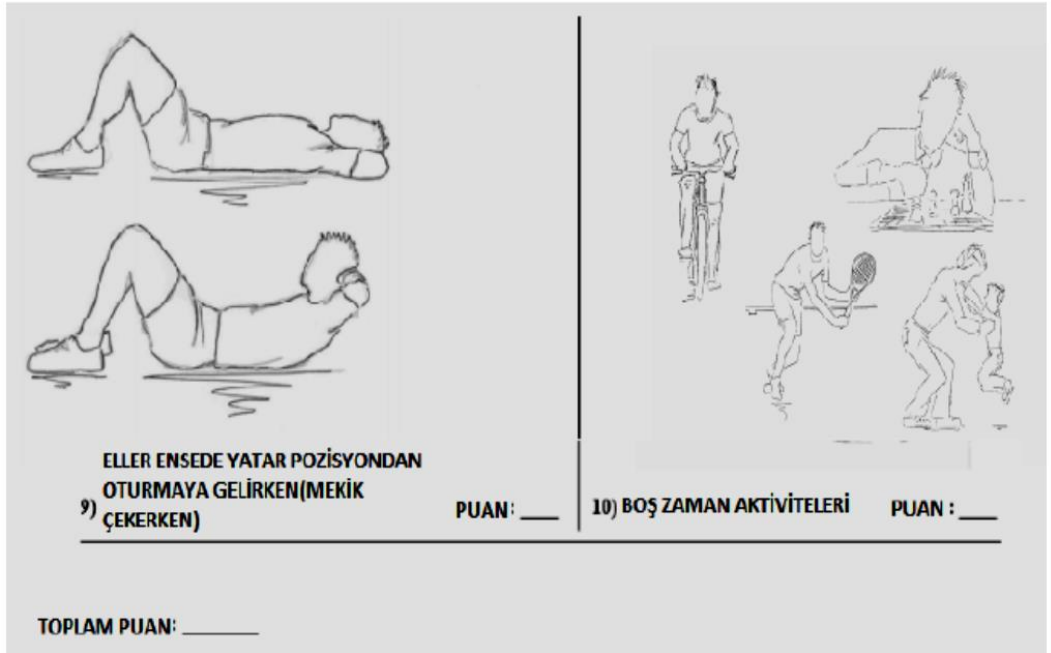 ELLER ENSEDE YATAR POZİSYONDAN
OTURMAYA GELİRKEN(MEKİK
9) ÇEKERKEN)
PUAN: ___
10) BOŞ ZAMAN AKTİVİTELERİ
PUAN : ___
TOPLAM PUAN: ______